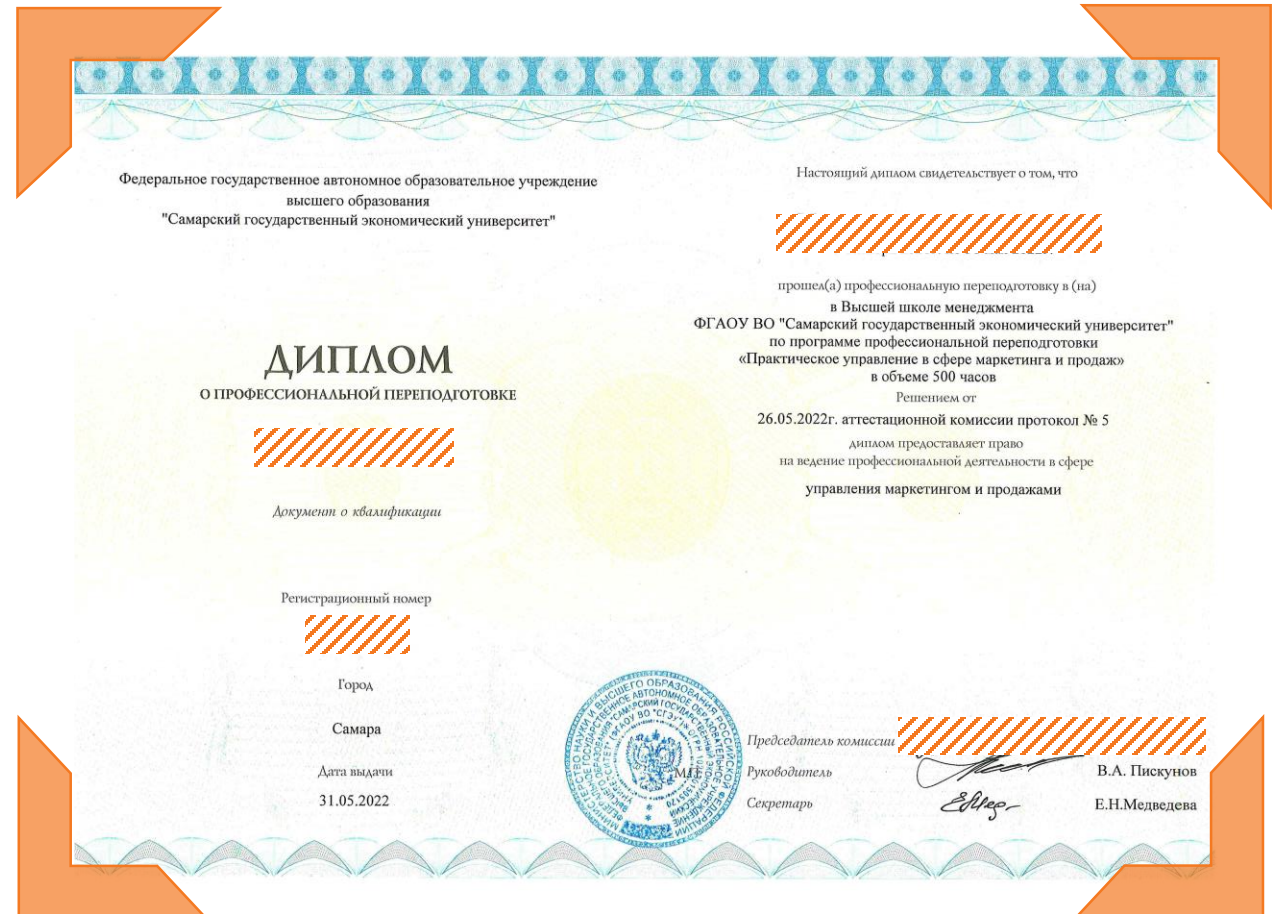 Федеральное государственное автономное образовательное учреждение
высшего образования
"Самарский государственный экономический университет"
ДИПЛОМ
О ПРОФЕССИОНАЛЬНОЙ ПЕРЕПОДГОТОВКЕ
Документ о квалификации
Регистрационный номер
Город
Самара
Дата выдачи
31.05.2022
Настоящий диплом свидетельствует о том, что
прошел(а) профессиональную переподготовку в (на)
в Высшей школе менеджмента
ФГАОУ ВО "Самарский государственный экономический университет"
по программе профессиональной переподготовки
«Практическое управление в сфере маркетинга и продаж»
в объеме 500 часов
Решением от
26.05.2022г. аттестационной комиссии протокол № 5
диплом предоставляет право
на ведение профессиональной деятельности в сфере
управления маркетингом и продажами
М.П.
Председатель комиссии
Руководитель
В.А. Пискунов
Секретарь
Е.Н.Медведева